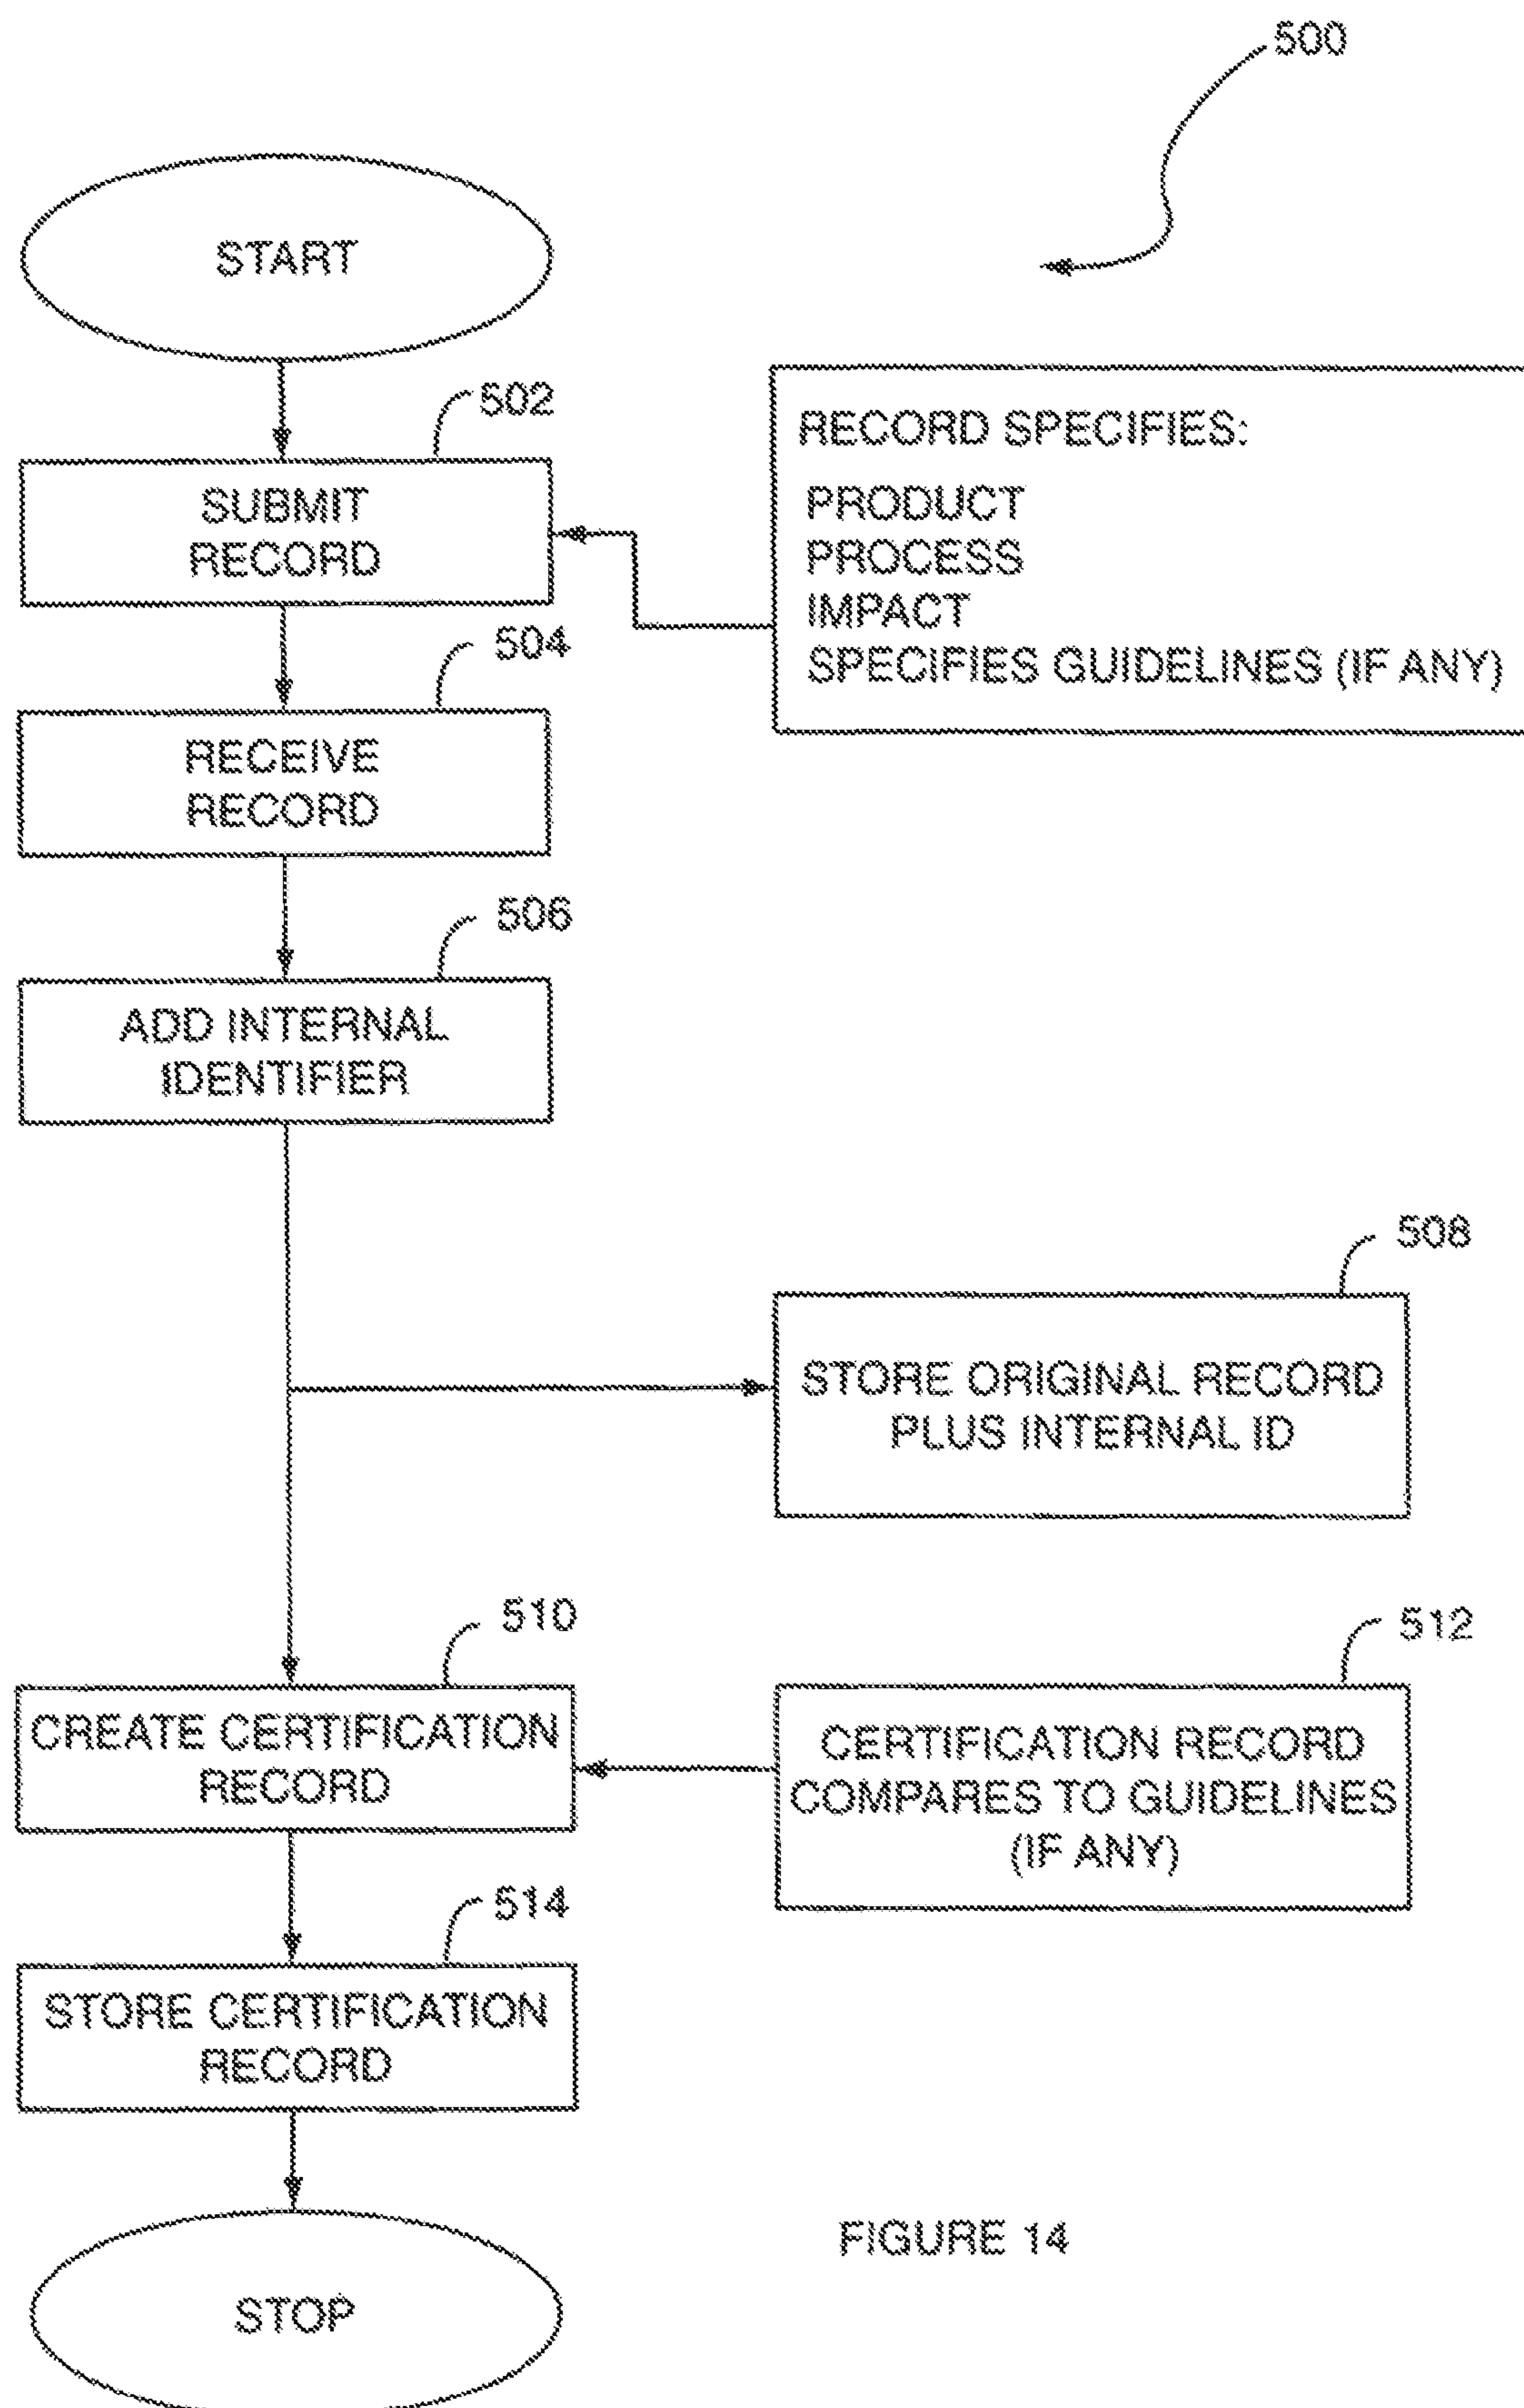 500
START
502
SUBMIT
RECORD
RECORD SPECIFIES:
PRODUCT
PROCESS
IMPACT
SPECIFIES GUIDELINES (IF ANY)
504
RECEIVE
RECORD
506
ADD INTERNAL
IDENTIFIER
508
STORE ORIGINAL RECORD
PLUS INTERNAL ID
510
CREATE CERTIFICATION
RECORD
512
CERTIFICATION RECORD
COMPARES TO GUIDELINES
(IF ANY)
514
STORE CERTIFICATION
RECORD
STOP
FIGURE 14